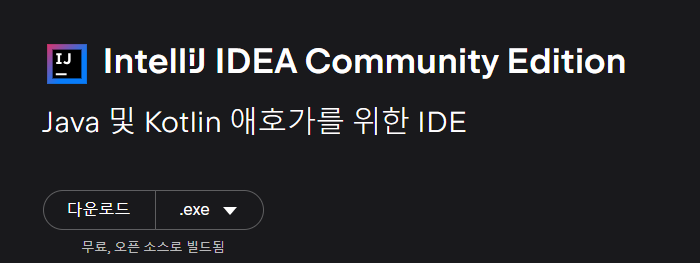 IJ
IntelliJ IDEA Community Edition
Java 및 Kotlin 애호가를 위한 IDE
다운로드 .exe
무료, 오픈 소스로 빌드됨